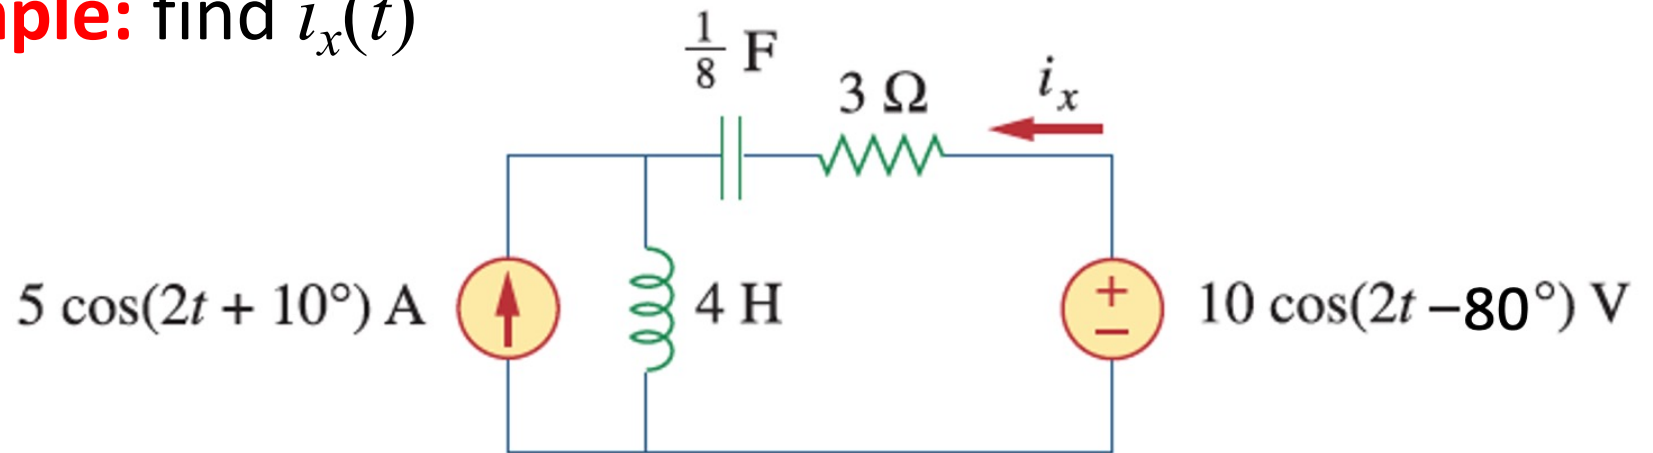 ple: find iₓ(t)
1/8 F
3 Ω
iₓ
5 cos(2t + 10°) A
4 H
+
−
10 cos(2t −80°) V